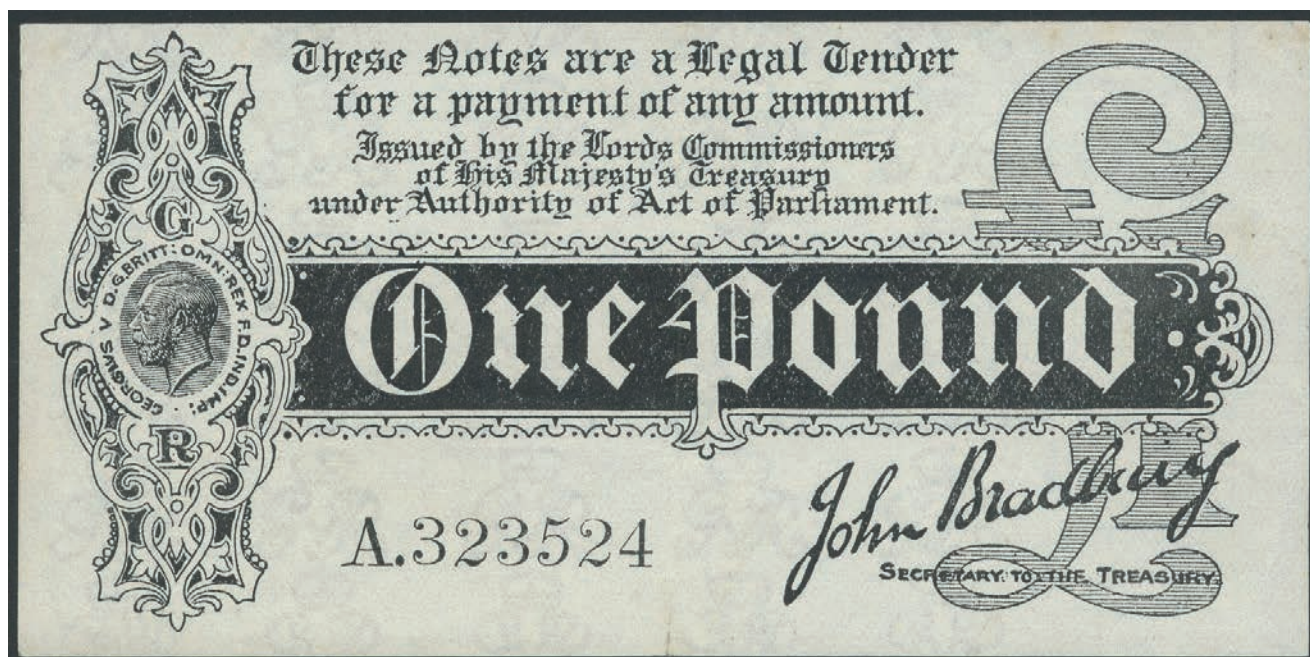 These Notes are a Legal Tender
for a payment of any amount.
Issued by the Lords Commissioners
of His Majesty's Treasury
under Authority of Act of Parliament.
£1
G
GEORGIVS V D.G.BRITT:OMN:REX F.D.IND:IMP:
R
One Pound
A.323524
John Bradbury
SECRETARY TO THE TREASURY.